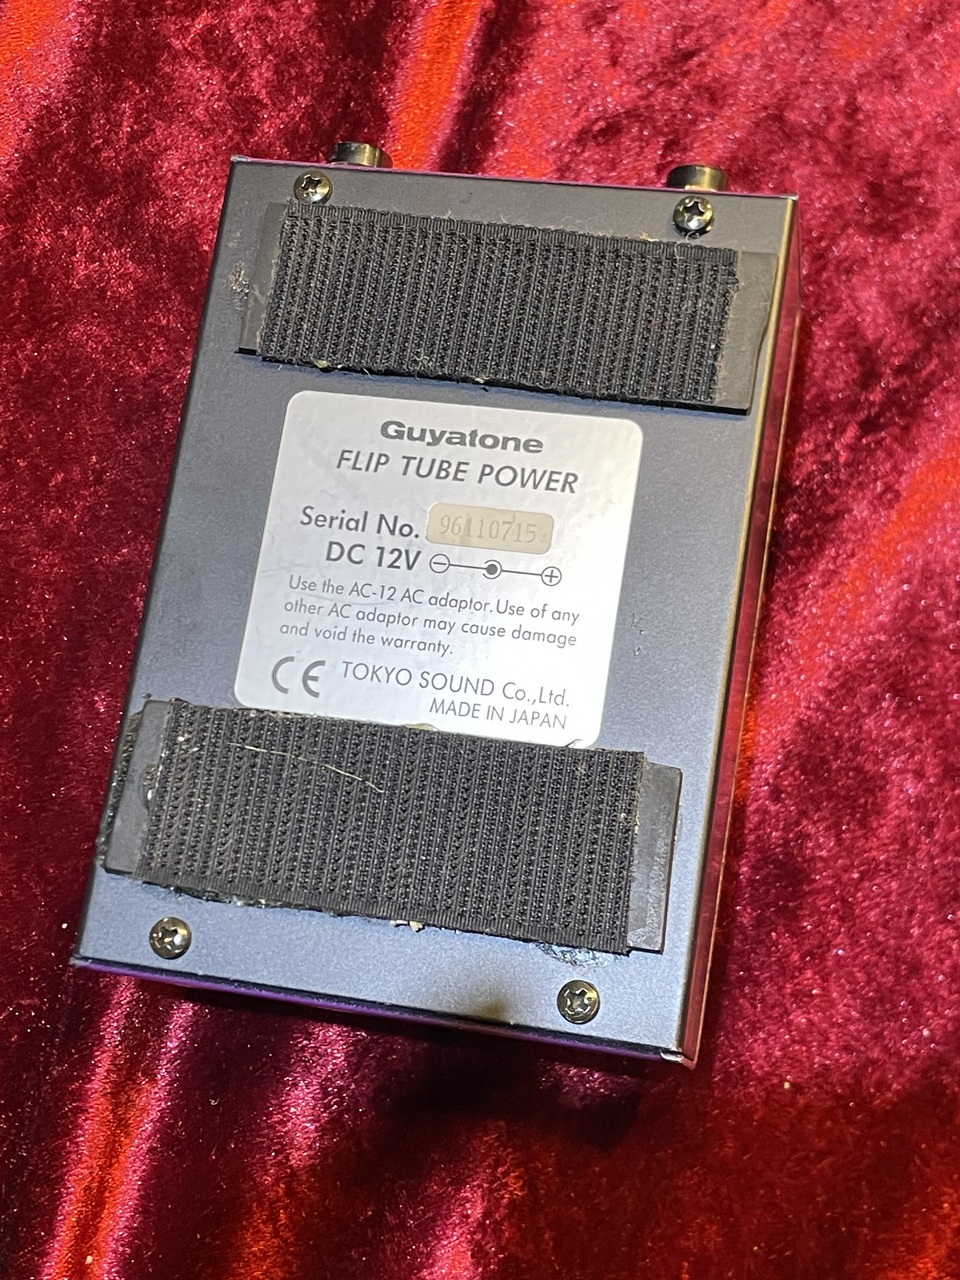 Guyatone
FLIP TUBE POWER
Serial No. 96110715
DC 12V
Use the AC-12 AC adaptor. Use of any
other AC adaptor may cause damage
and void the warranty.
CE TOKYO SOUND Co.,Ltd.
MADE IN JAPAN